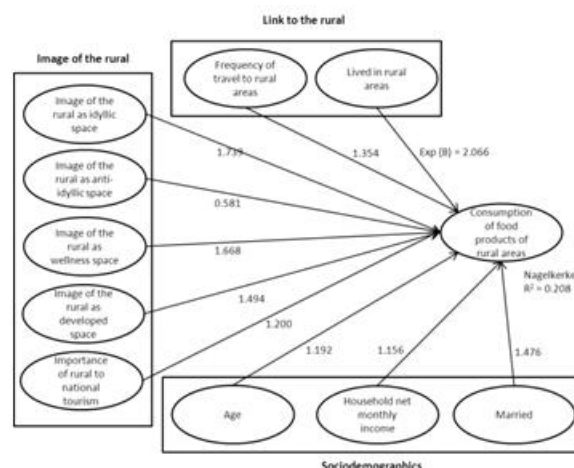 Link to the rural
Frequency of
travel to rural
areas
Lived in rural
areas
Image of the rural
Image of the
rural as idyllic
space
Image of the
rural as anti-
idyllic space
Image of the
rural as
wellness space
Image of the
rural as
developed
space
Importance of
rural to
national
tourism
1.739
1.354
Exp (B) = 2.066
0.581
1.668
1.494
1.200
1.192
1.156
1.476
Consumption
of food
products of
rural areas
Nagelkerke
R² = 0.208
Age
Household net
monthly
income
Married
Sociodemographics